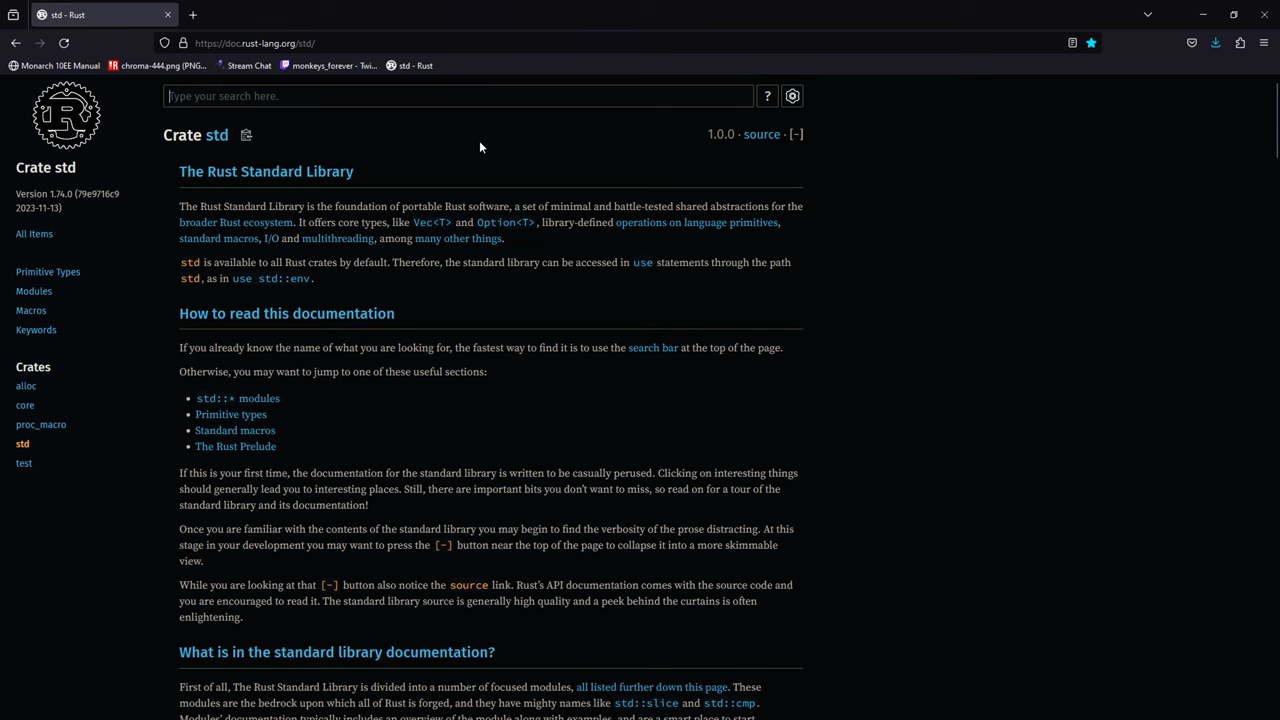 std - Rust
https://doc.rust-lang.org/std/
Monarch 10EE Manual
chroma-444.png (PNG...
Stream Chat
monkeys_forever - Twi...
std - Rust
Type your search here.
?
R
Crate std
Version 1.74.0 (79e9716c9
2023-11-13)
All Items
Primitive Types
Modules
Macros
Keywords
Crates
alloc
core
proc_macro
std
test
Crate std
1.0.0 · source · [-]
The Rust Standard Library
The Rust Standard Library is the foundation of portable Rust software, a set of minimal and battle-tested shared abstractions for the
broader Rust ecosystem. It offers core types, like Vec<T> and Option<T>, library-defined operations on language primitives,
standard macros, I/O and multithreading, among many other things.
std is available to all Rust crates by default. Therefore, the standard library can be accessed in use statements through the path
std, as in use std::env.
How to read this documentation
If you already know the name of what you are looking for, the fastest way to find it is to use the search bar at the top of the page.
Otherwise, you may want to jump to one of these useful sections:
• std::* modules
• Primitive types
• Standard macros
• The Rust Prelude
If this is your first time, the documentation for the standard library is written to be casually perused. Clicking on interesting things
should generally lead you to interesting places. Still, there are important bits you don’t want to miss, so read on for a tour of the
standard library and its documentation!
Once you are familiar with the contents of the standard library you may begin to find the verbosity of the prose distracting. At this
stage in your development you may want to press the [-] button near the top of the page to collapse it into a more skimmable
view.
While you are looking at that [-] button also notice the source link. Rust’s API documentation comes with the source code and
you are encouraged to read it. The standard library source is generally high quality and a peek behind the curtains is often
enlightening.
What is in the standard library documentation?
First of all, The Rust Standard Library is divided into a number of focused modules, all listed further down this page. These
modules are the bedrock upon which all of Rust is forged, and they have mighty names like std::slice and std::cmp.
Modules’ documentation typically includes an overview of the module along with examples, and are a smart place to start